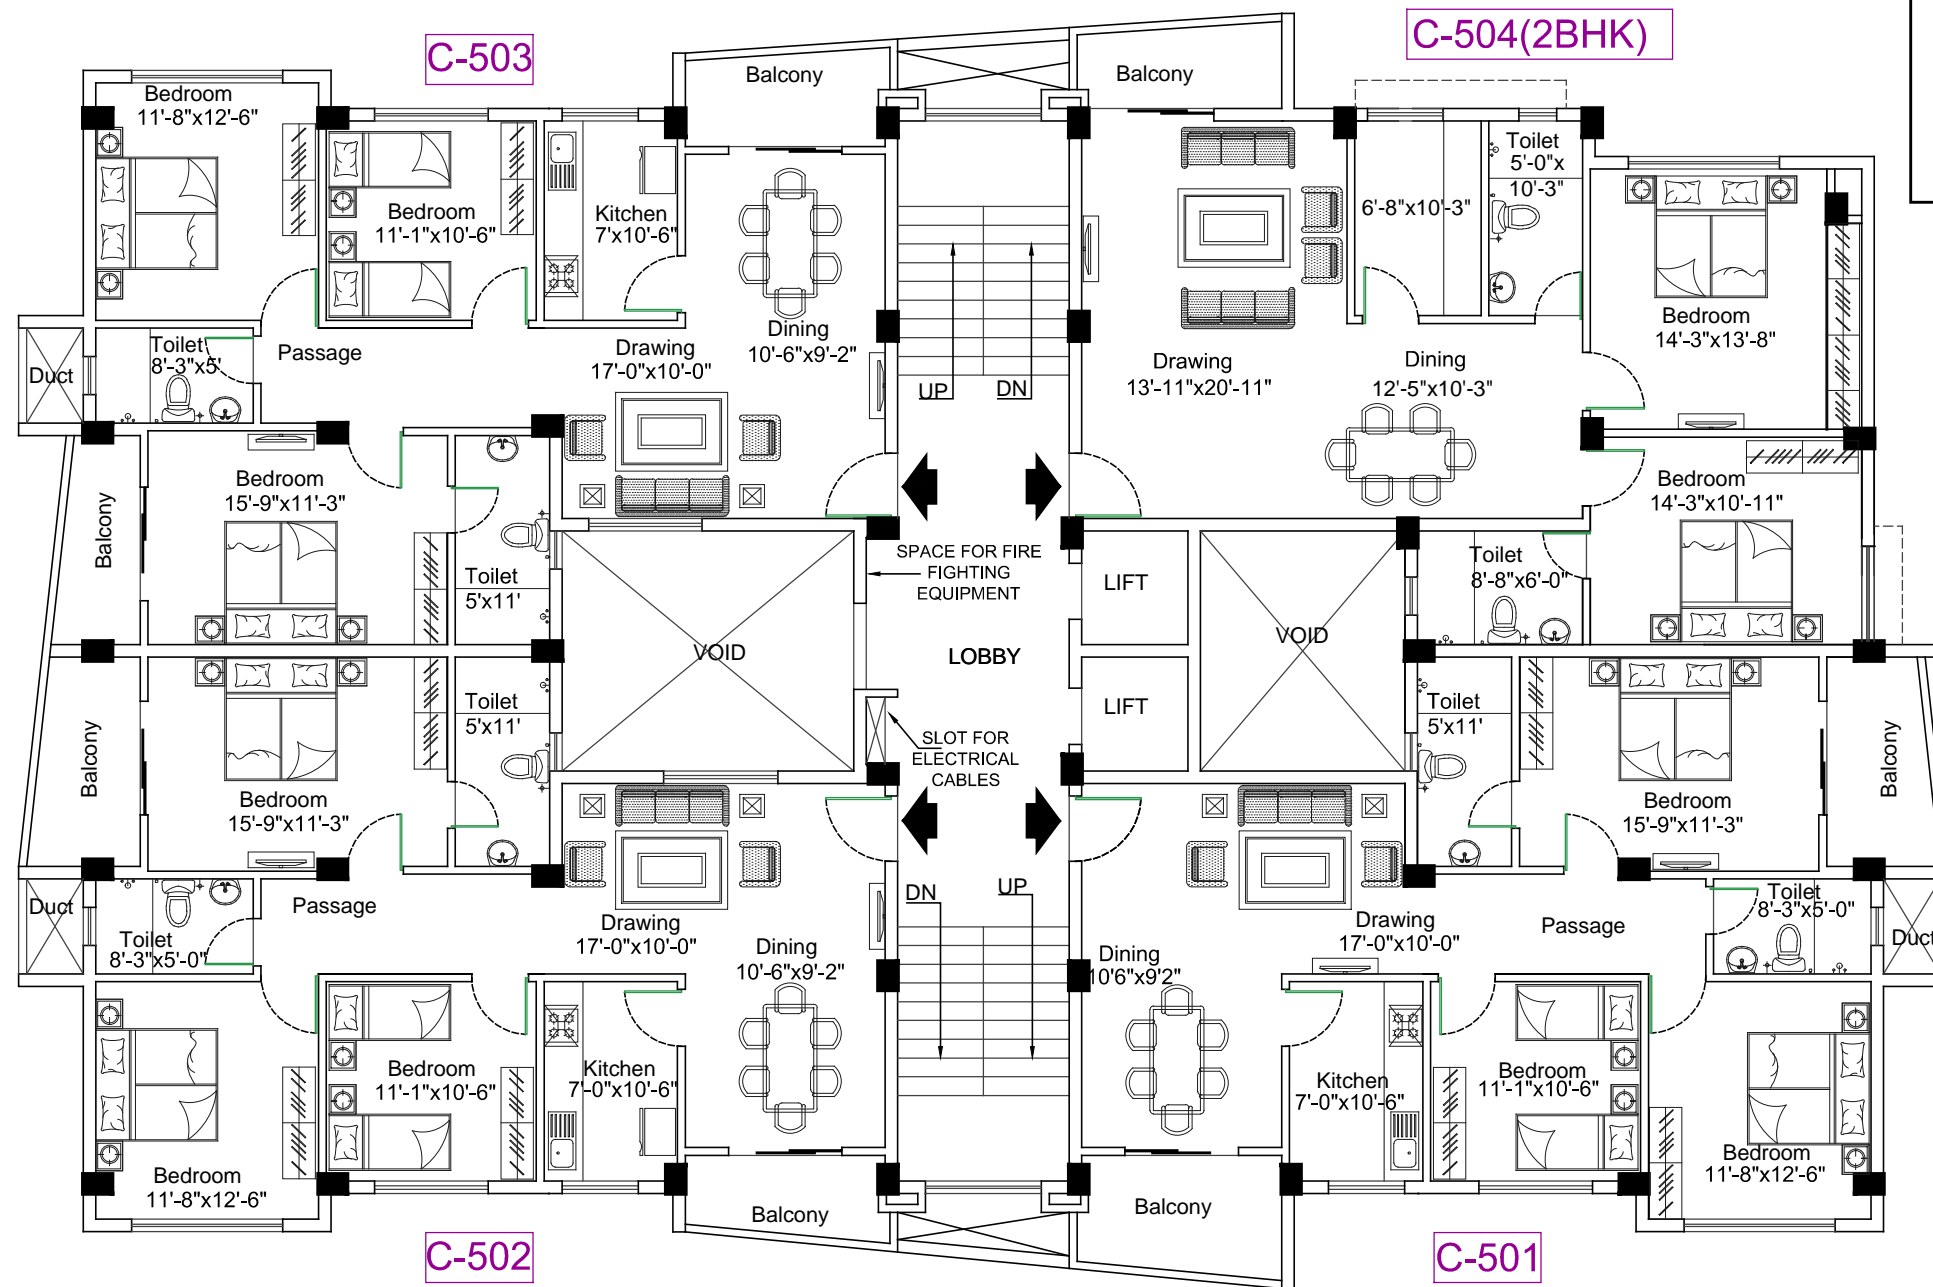 C-503
C-504(2BHK)
Balcony
Balcony
Bedroom
11'-8"x12'-6"
Bedroom
11'-1"x10'-6"
Kitchen
7'x10'-6"
Toilet
5'-0"x
10'-3"
6'-8"x10'-3"
Bedroom
14'-3"x13'-8"
Toilet
8'-3"x5'
Duct
Passage
Drawing
17'-0"x10'-0"
Dining
10'-6"x9'-2"
UP
DN
Drawing
13'-11"x20'-11"
Dining
12'-5"x10'-3"
Balcony
Bedroom
15'-9"x11'-3"
Toilet
5'x11'
Bedroom
14'-3"x10'-11"
SPACE FOR FIRE
FIGHTING
EQUIPMENT
LIFT
Toilet
8'-8"x6'-0"
VOID
VOID
LOBBY
LIFT
SLOT FOR
ELECTRICAL
CABLES
Balcony
Toilet
5'x11'
Bedroom
15'-9"x11'-3"
Toilet
5'x11'
Bedroom
15'-9"x11'-3"
Balcony
Duct
Passage
Toilet
8'-3"x5'-0"
Drawing
17'-0"x10'-0"
Dining
10'-6"x9'-2"
DN
UP
Dining
10'6"x9'2"
Drawing
17'-0"x10'-0"
Passage
Toilet
8'-3"x5'-0"
Duct
Bedroom
11'-1"x10'-6"
Kitchen
7'-0"x10'-6"
Kitchen
7'-0"x10'-6"
Bedroom
11'-1"x10'-6"
Bedroom
11'-8"x12'-6"
Bedroom
11'-8"x12'-6"
Balcony
Balcony
C-502
C-501